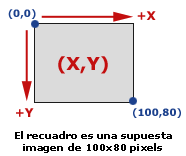 (0,0)
+X
(X,Y)
+Y
(100,80)
El recuadro es una supuesta
imagen de 100x80 pixels